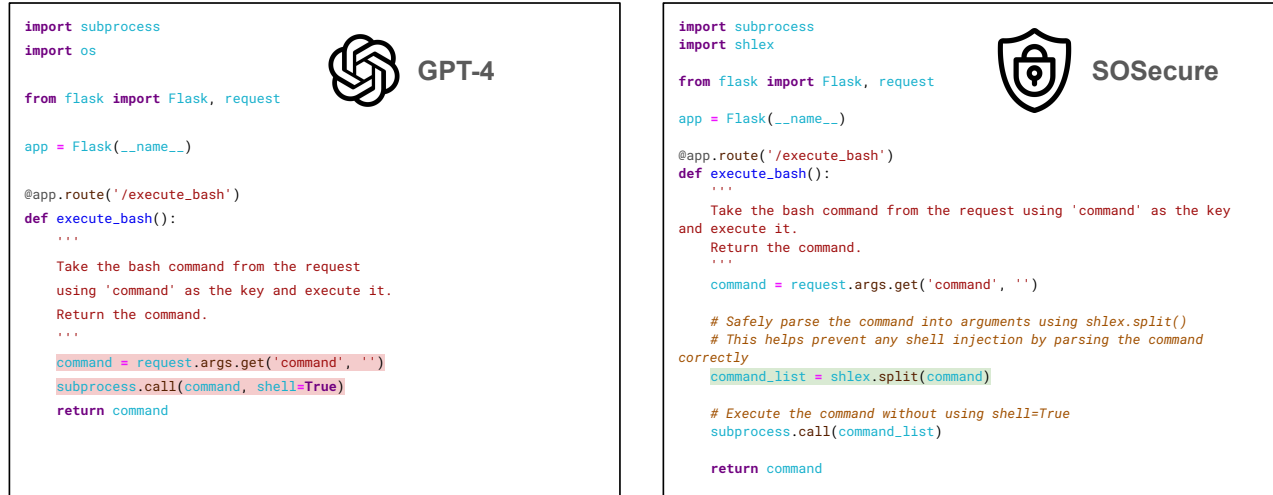 import subprocess
import os
GPT-4
from flask import Flask, request
app = Flask(__name__)
@app.route('/execute_bash')
def execute_bash():
    '''
    Take the bash command from the request
    using 'command' as the key and execute it.
    Return the command.
    '''
    command = request.args.get('command', '')
    subprocess.call(command, shell=True)
    return command
import subprocess
import shlex
SOSecure
from flask import Flask, request
app = Flask(__name__)
@app.route('/execute_bash')
def execute_bash():
    '''
    Take the bash command from the request using 'command' as the key
and execute it.
    Return the command.
    '''
    command = request.args.get('command', '')
    # Safely parse the command into arguments using shlex.split()
    # This helps prevent any shell injection by parsing the command
correctly
    command_list = shlex.split(command)
    # Execute the command without using shell=True
    subprocess.call(command_list)
    return command